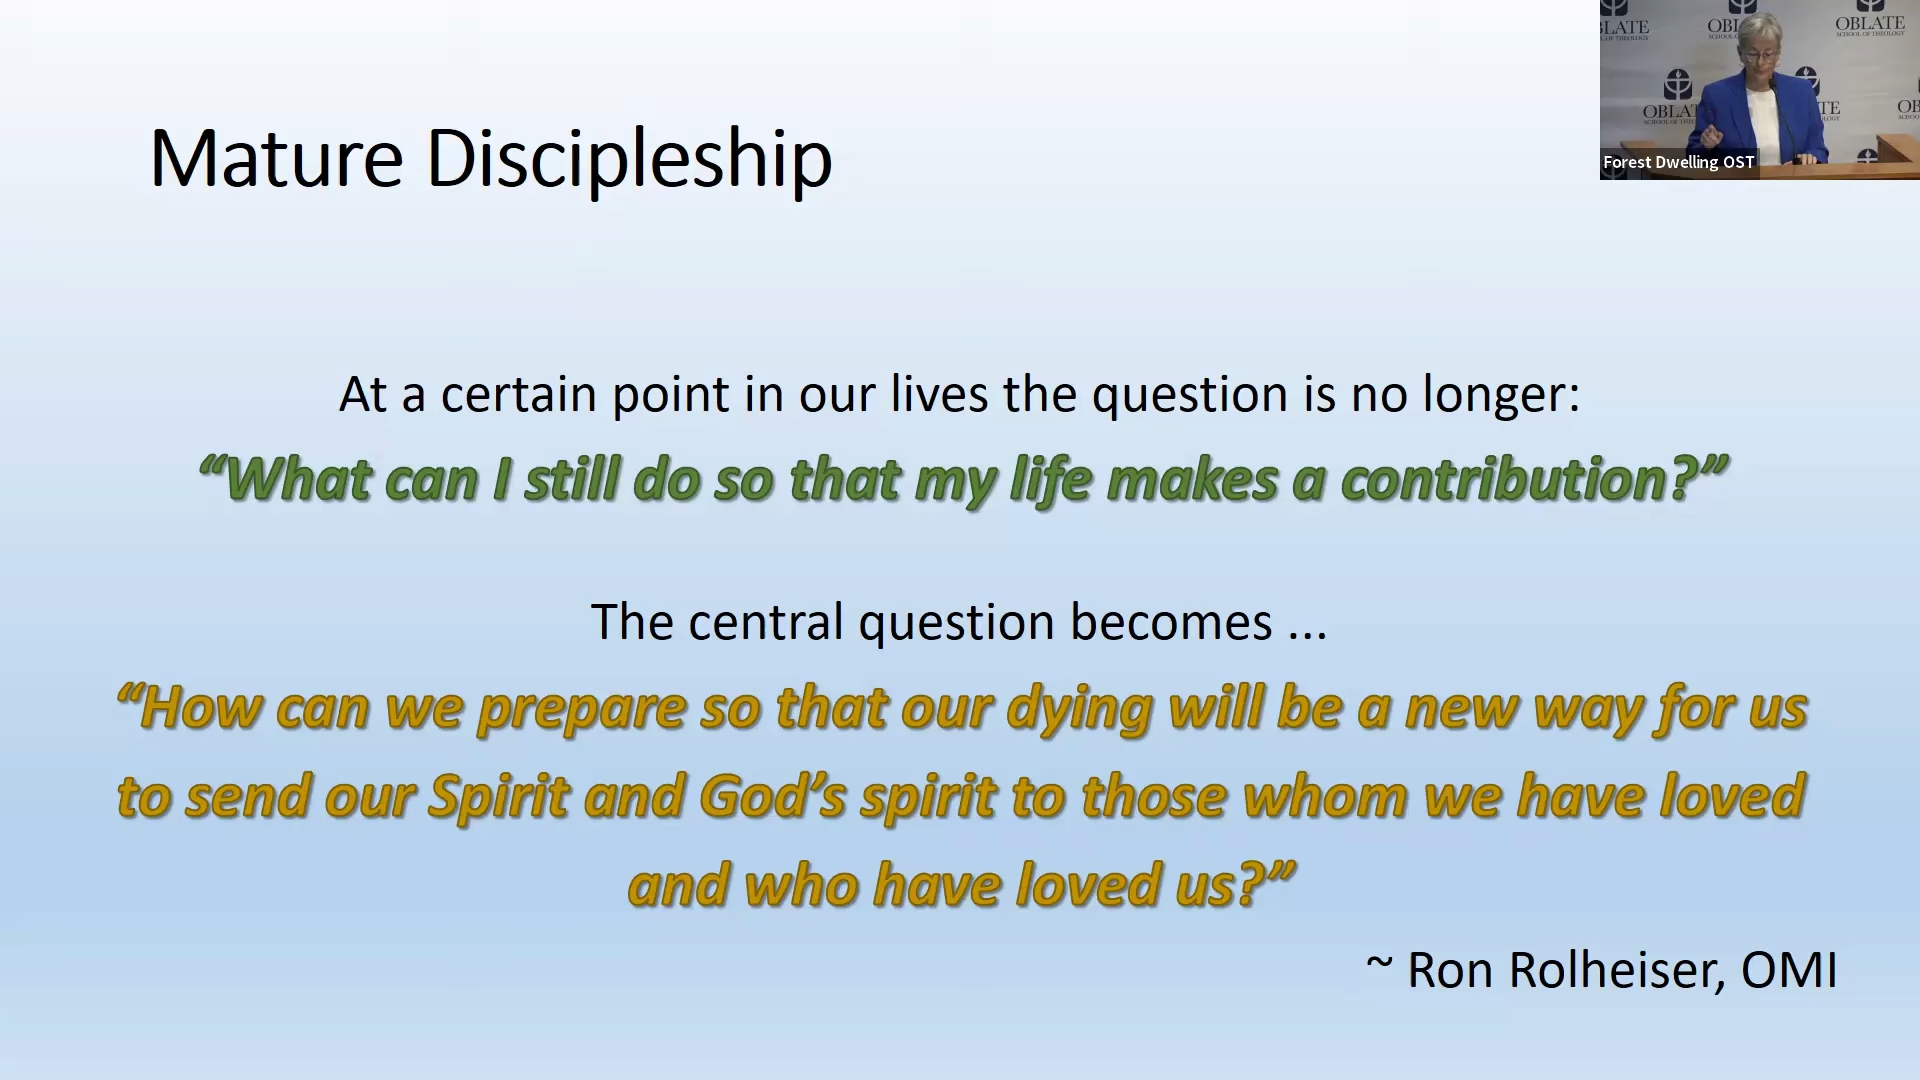 Mature Discipleship
At a certain point in our lives the question is no longer:
“What can I still do so that my life makes a contribution?”
The central question becomes ...
“How can we prepare so that our dying will be a new way for us
to send our Spirit and God’s spirit to those whom we have loved
and who have loved us?”
~ Ron Rolheiser, OMI
OBLATE
SCHOOL OF THEOLOGY
Forest Dwelling OST